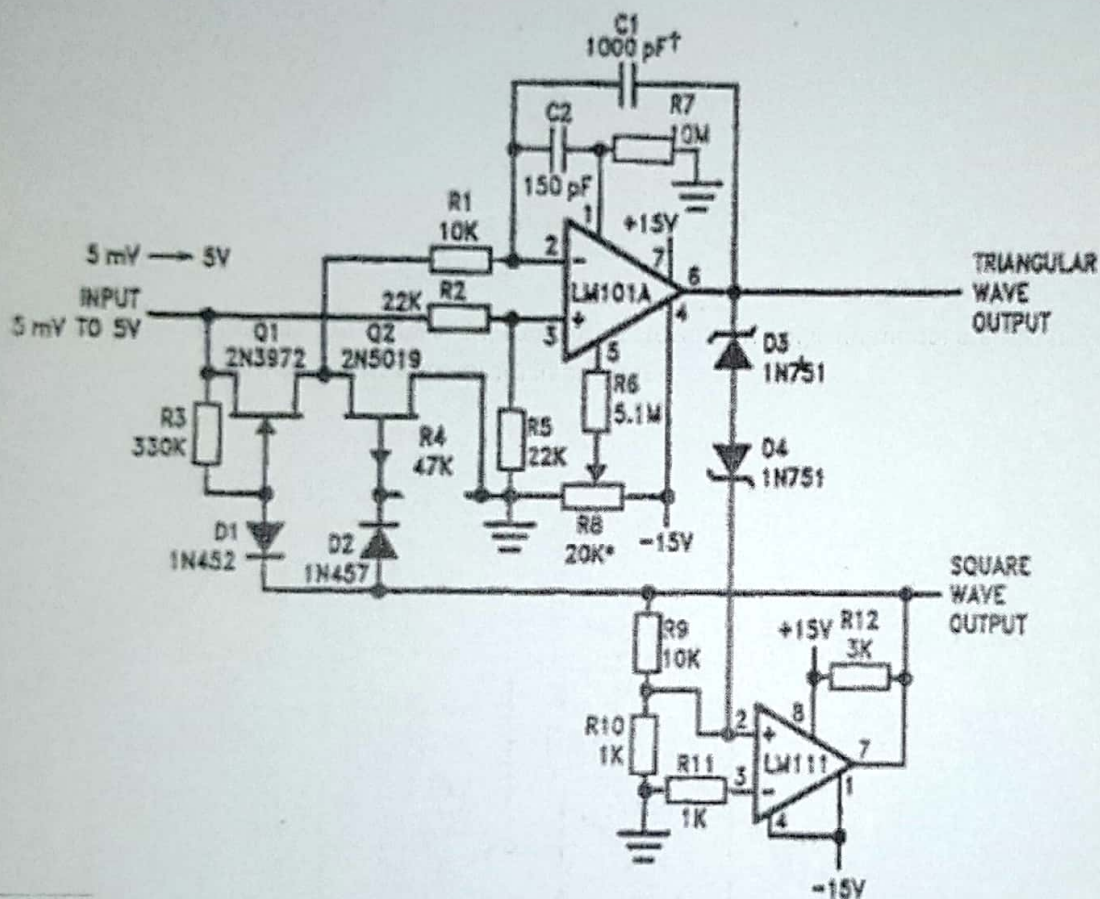 C1
1000 pF†
C2
R7
10M
150 pF
R1
10K
1
+15V
5 mV → 5V
2
7
−
6
TRIANGULAR
WAVE
OUTPUT
INPUT
5 mV TO 5V
22K
R2
LM101A
3
+
4
Q1
2N3972
Q2
2N5019
5
D3
1N751
R6
5.1M
R3
330K
R4
47K
R5
22K
D4
1N751
D1
1N452
D2
1N457
R8
20K*
-15V
SQUARE
WAVE
OUTPUT
R9
10K
+15V
R12
3K
R10
1K
2
+
8
LM111
7
R11
1K
3
−
4
1
-15V